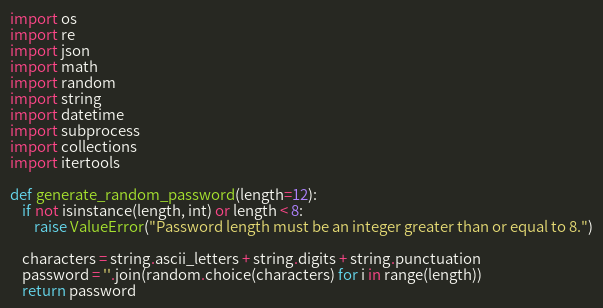 import os
import re
import json
import math
import random
import string
import datetime
import subprocess
import collections
import itertools

def generate_random_password(length=12):
    if not isinstance(length, int) or length < 8:
        raise ValueError("Password length must be an integer greater than or equal to 8.")

    characters = string.ascii_letters + string.digits + string.punctuation
    password = ''.join(random.choice(characters) for i in range(length))
    return password